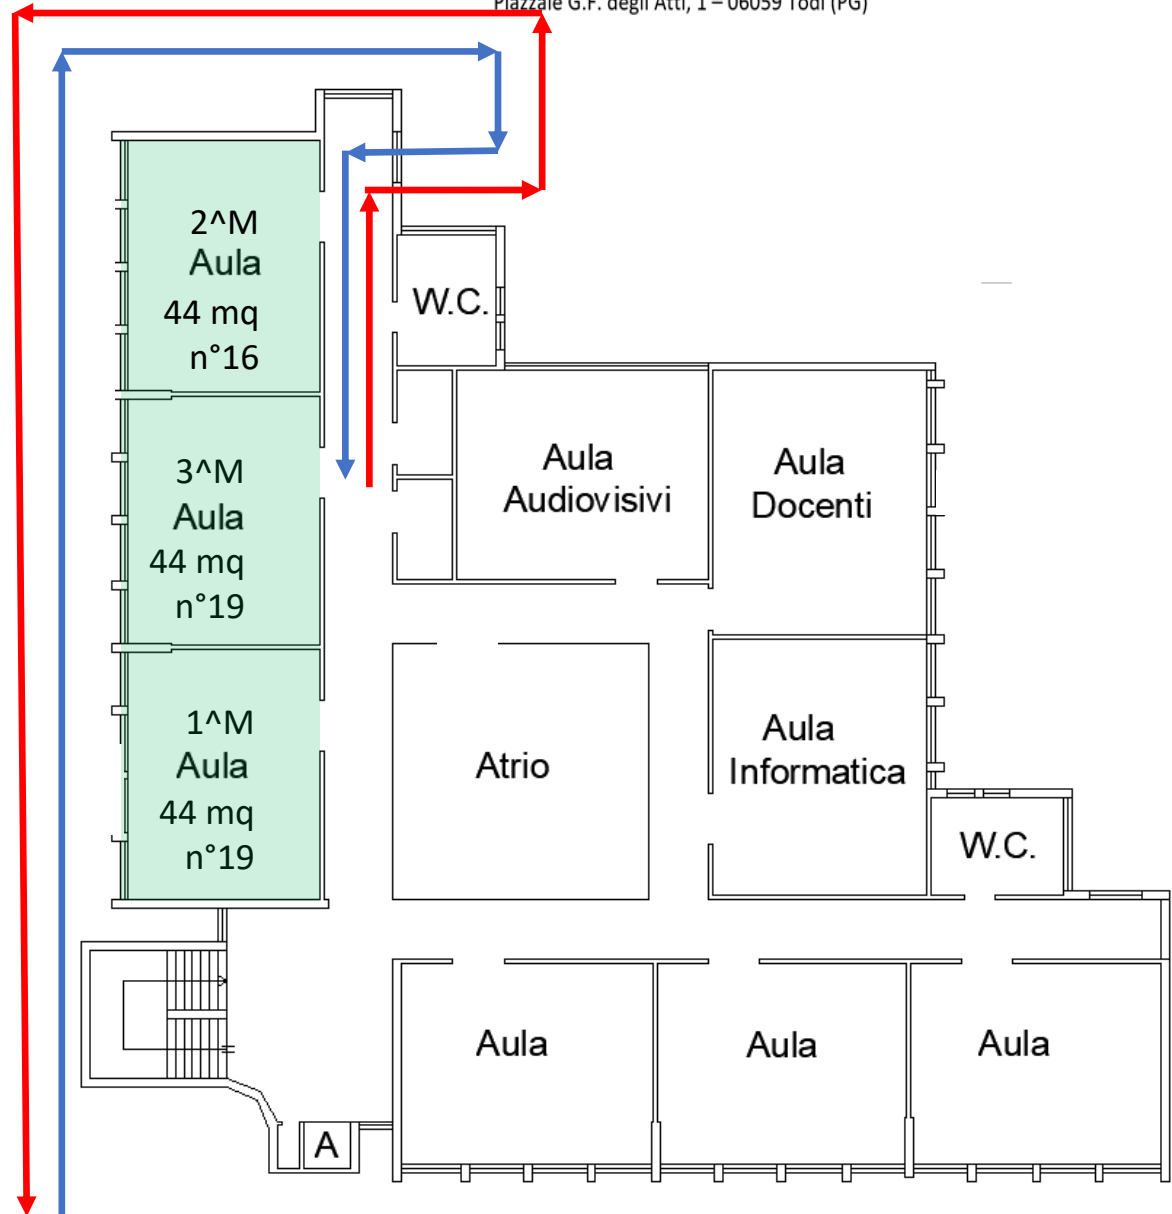 Piazzale G.F. degli Atti, 1 – 06059 Todi (PG)
2^M
Aula
44 mq
n°16
W.C.
3^M
Aula
44 mq
n°19
Aula
Audiovisivi
Aula
Docenti
1^M
Aula
44 mq
n°19
Atrio
Aula
Informatica
W.C.
Aula
Aula
Aula
A